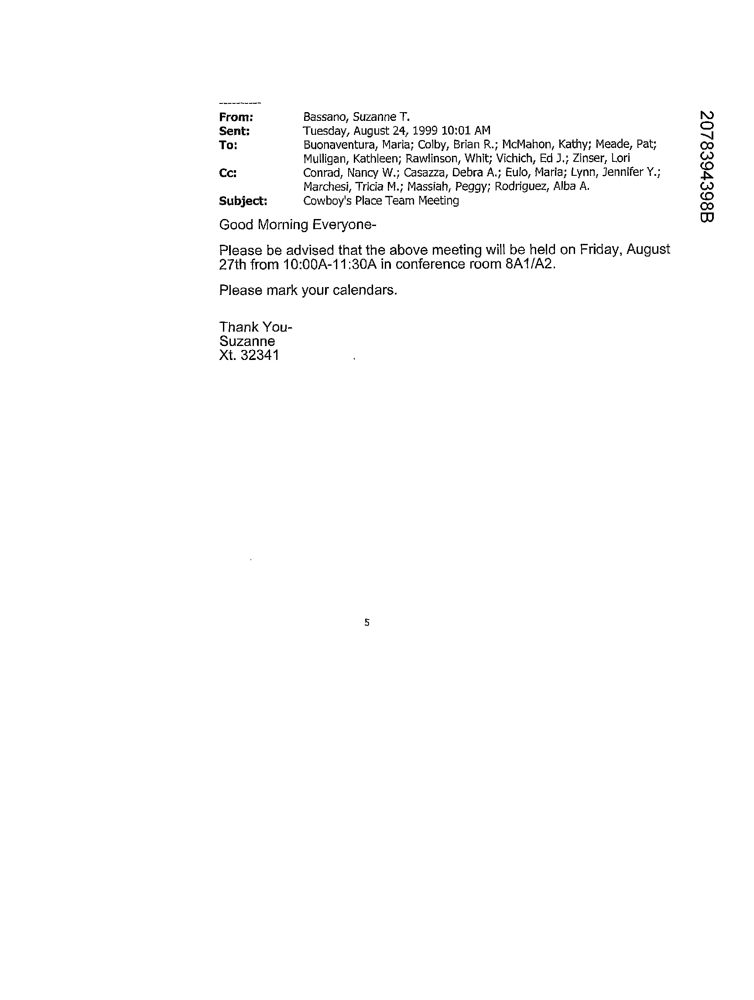 ----------
From: Bassano, Suzanne T.
Sent: Tuesday, August 24, 1999 10:01 AM
To: Buonaventura, Maria; Colby, Brian R.; McMahon, Kathy; Meade, Pat;
Mulligan, Kathleen; Rawlinson, Whit; Vichich, Ed J.; Zinser, Lori
Cc: Conrad, Nancy W.; Casazza, Debra A.; Eulo, Maria; Lynn, Jennifer Y.;
Marchesi, Tricia M.; Massiah, Peggy; Rodriguez, Alba A.
Subject: Cowboy's Place Team Meeting
Good Morning Everyone-
Please be advised that the above meeting will be held on Friday, August
27th from 10:00A-11:30A in conference room 8A1/A2.
Please mark your calendars.
Thank You-
Suzanne
Xt. 32341
5
2078394398B